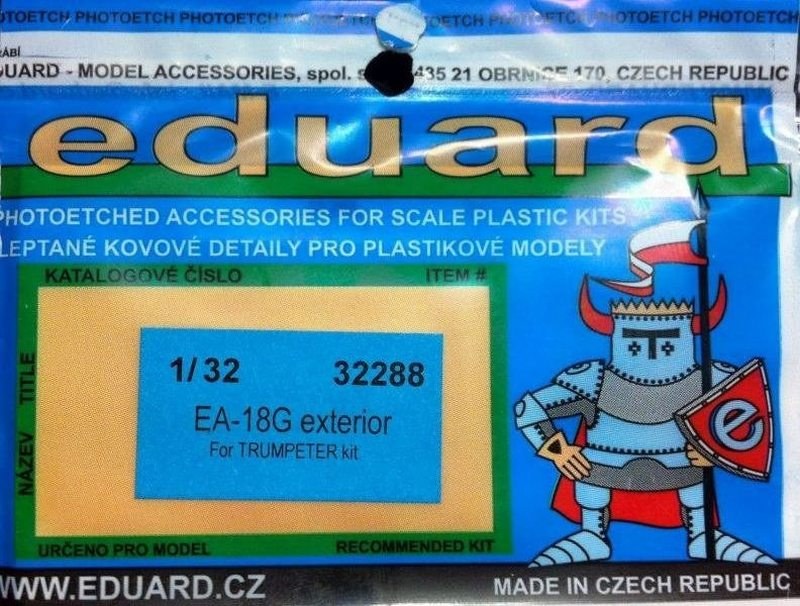 PHOTOETCH PHOTOETCH PHOTOETCH PHOTOETCH PHOTOETCH PHOTOETCH
UARD - MODEL ACCESSORIES, spol. 435 21 OBRNICE 170, CZECH REPUBLIC
eduard
PHOTOETCHED ACCESSORIES FOR SCALE PLASTIC KITS
LEPTANÉ KOVOVÉ DETAILY PRO PLASTIKOVÉ MODELY
KATALOGOVÉ ČÍSLO ITEM #
NÁZEV TITLE
1/32 32288
EA-18G exterior
For TRUMPETER kit
e
URČENO PRO MODEL RECOMMENDED KIT
WWW.EDUARD.CZ MADE IN CZECH REPUBLIC